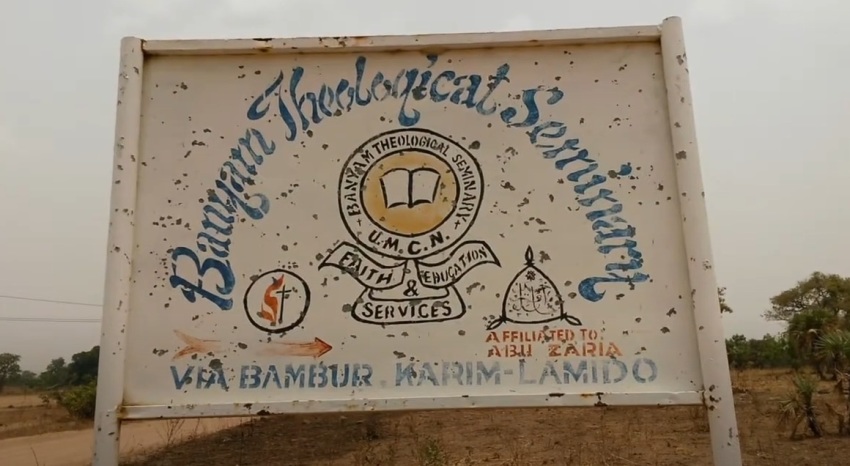 Banyam Theological Seminary
BANYAM THEOLOGICAL SEMINARY
U.M.C.N.
FAITH
&
EDUCATION
SERVICES
AFFILIATED TO:
ABU ZARIA
VIA BAMBUR KARIM-LAMIDO